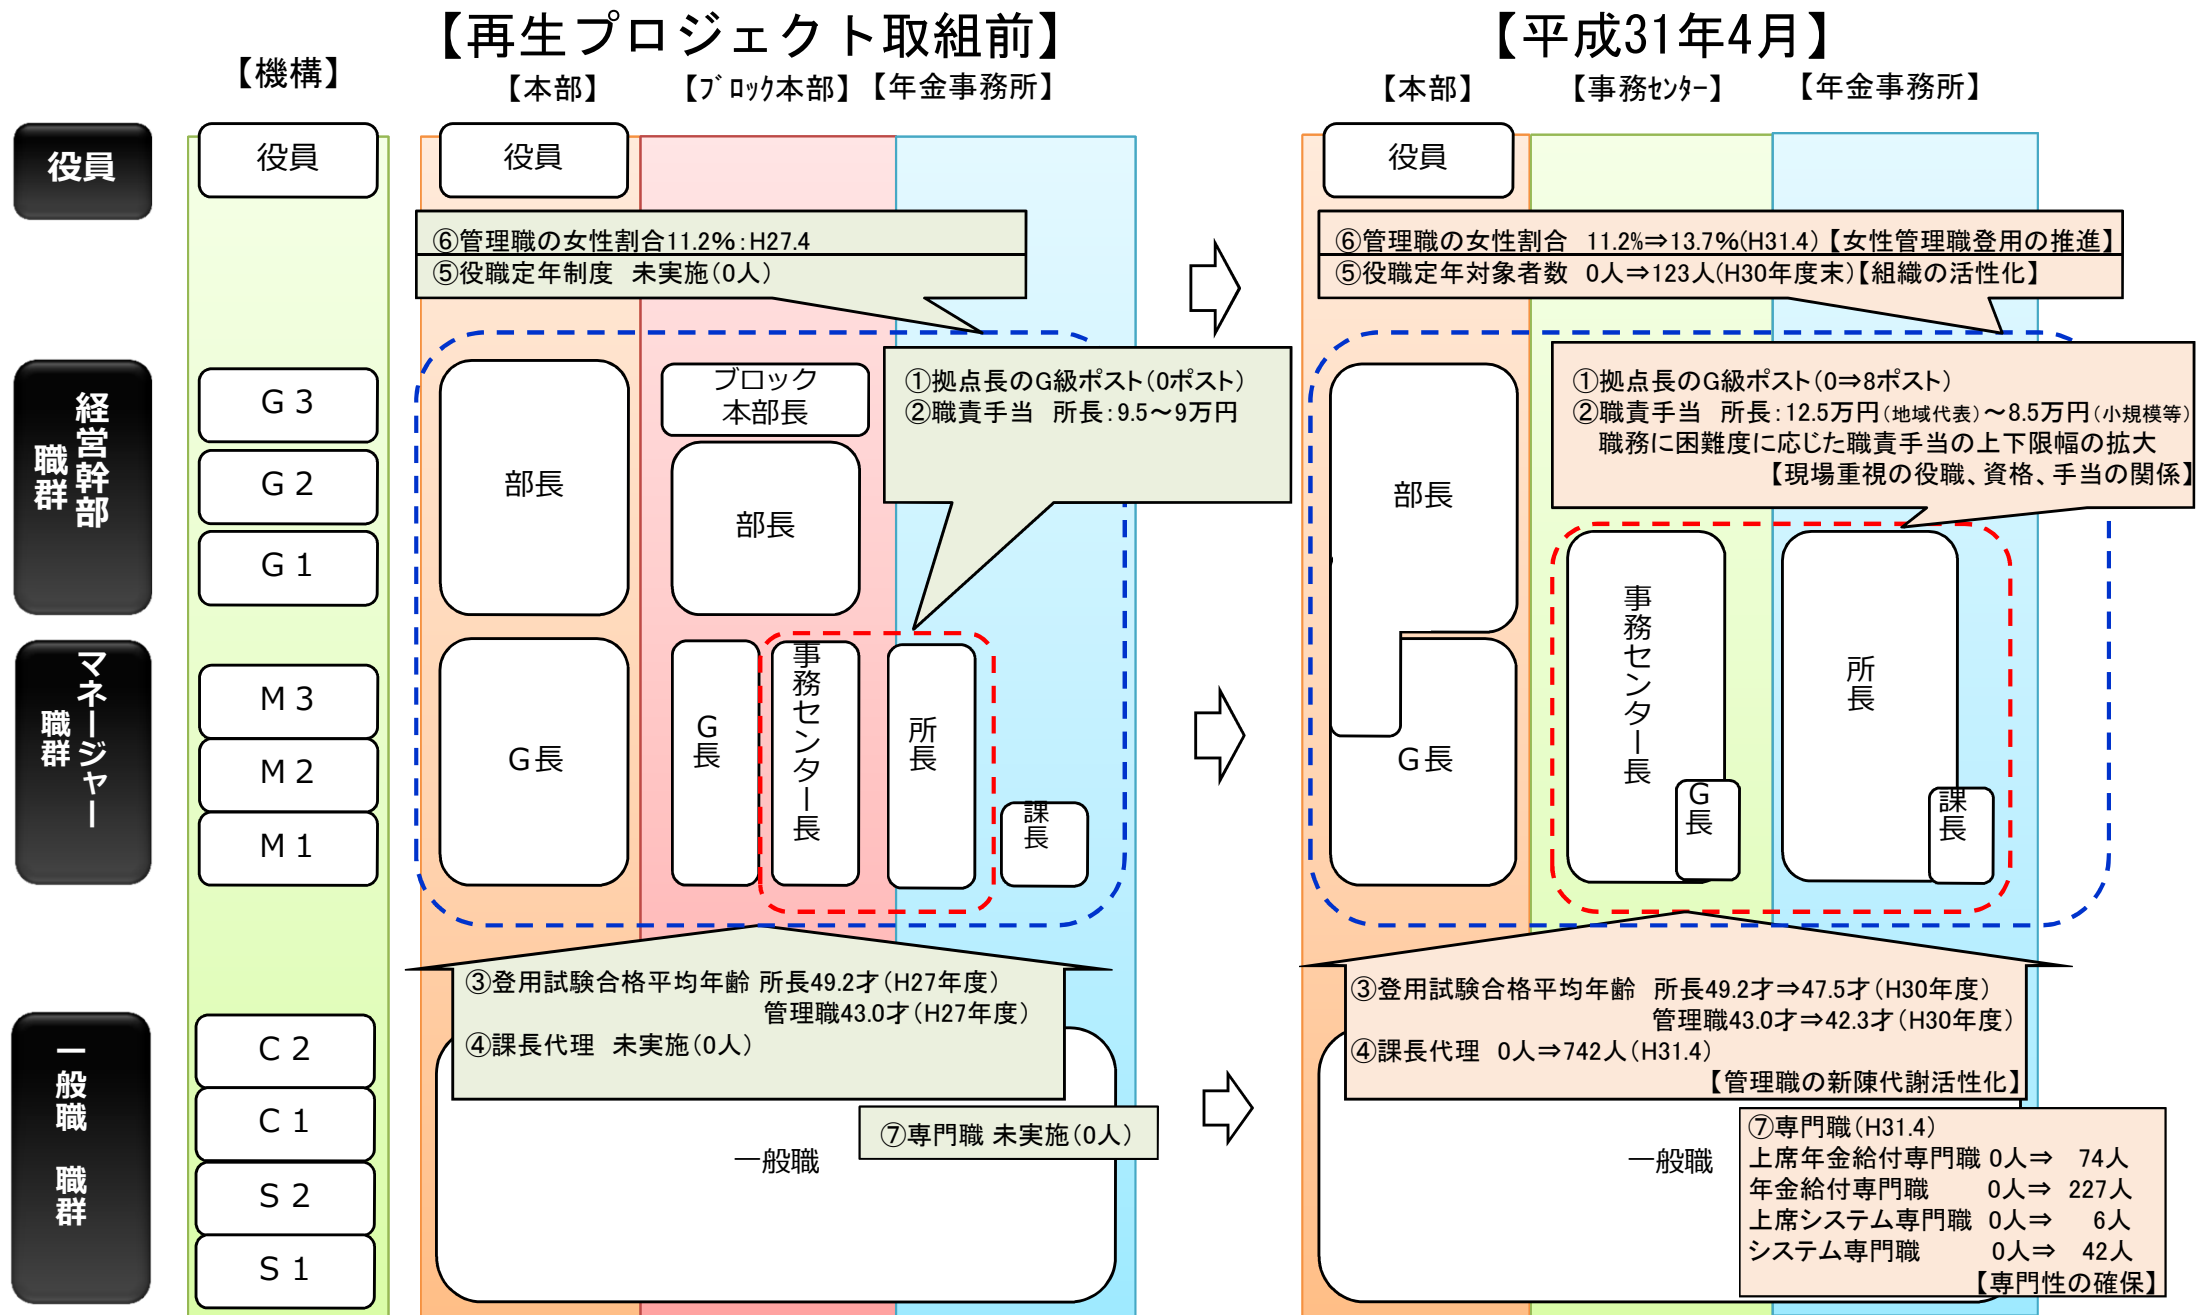 【再生プロジェクト取組前】
【平成31年4月】
【機構】
【本部】
【ブロック本部】
【年金事務所】
【本部】
【事務センター】
【年金事務所】
役員
役員
役員
役員
⑥管理職の女性割合11.2%:H27.4
⑤役職定年制度 未実施(0人)
⑥管理職の女性割合 11.2%⇒13.7%(H31.4)【女性管理職登用の推進】
⑤役職定年対象者数 0人⇒123人(H30年度末)【組織の活性化】
経営幹部
職群
G3
G2
G1
部長
ブロック
本部長
部長
①拠点長のG級ポスト(0ポスト)
②職責手当 所長:9.5～9万円
部長
①拠点長のG級ポスト(0⇒8ポスト)
②職責手当 所長:12.5万円(地域代表)～8.5万円(小規模等)
職務に困難度に応じた職責手当の上下限幅の拡大
【現場重視の役職、資格、手当の関係】
マネージャー
職群
M3
M2
M1
G長
G長
事務センター長
所長
課長
G長
事務センター長
G長
所長
課長
③登用試験合格平均年齢 所長49.2才(H27年度)
管理職43.0才(H27年度)
④課長代理 未実施(0人)
③登用試験合格平均年齢 所長49.2才⇒47.5才(H30年度)
管理職43.0才⇒42.3才(H30年度)
④課長代理 0人⇒742人(H31.4)
【管理職の新陳代謝活性化】
一般職 職群
C2
C1
S2
S1
⑦専門職 未実施(0人)
一般職
一般職
⑦専門職(H31.4)
上席年金給付専門職 0人⇒ 74人
年金給付専門職 0人⇒ 227人
上席システム専門職 0人⇒ 6人
システム専門職 0人⇒ 42人
【専門性の確保】